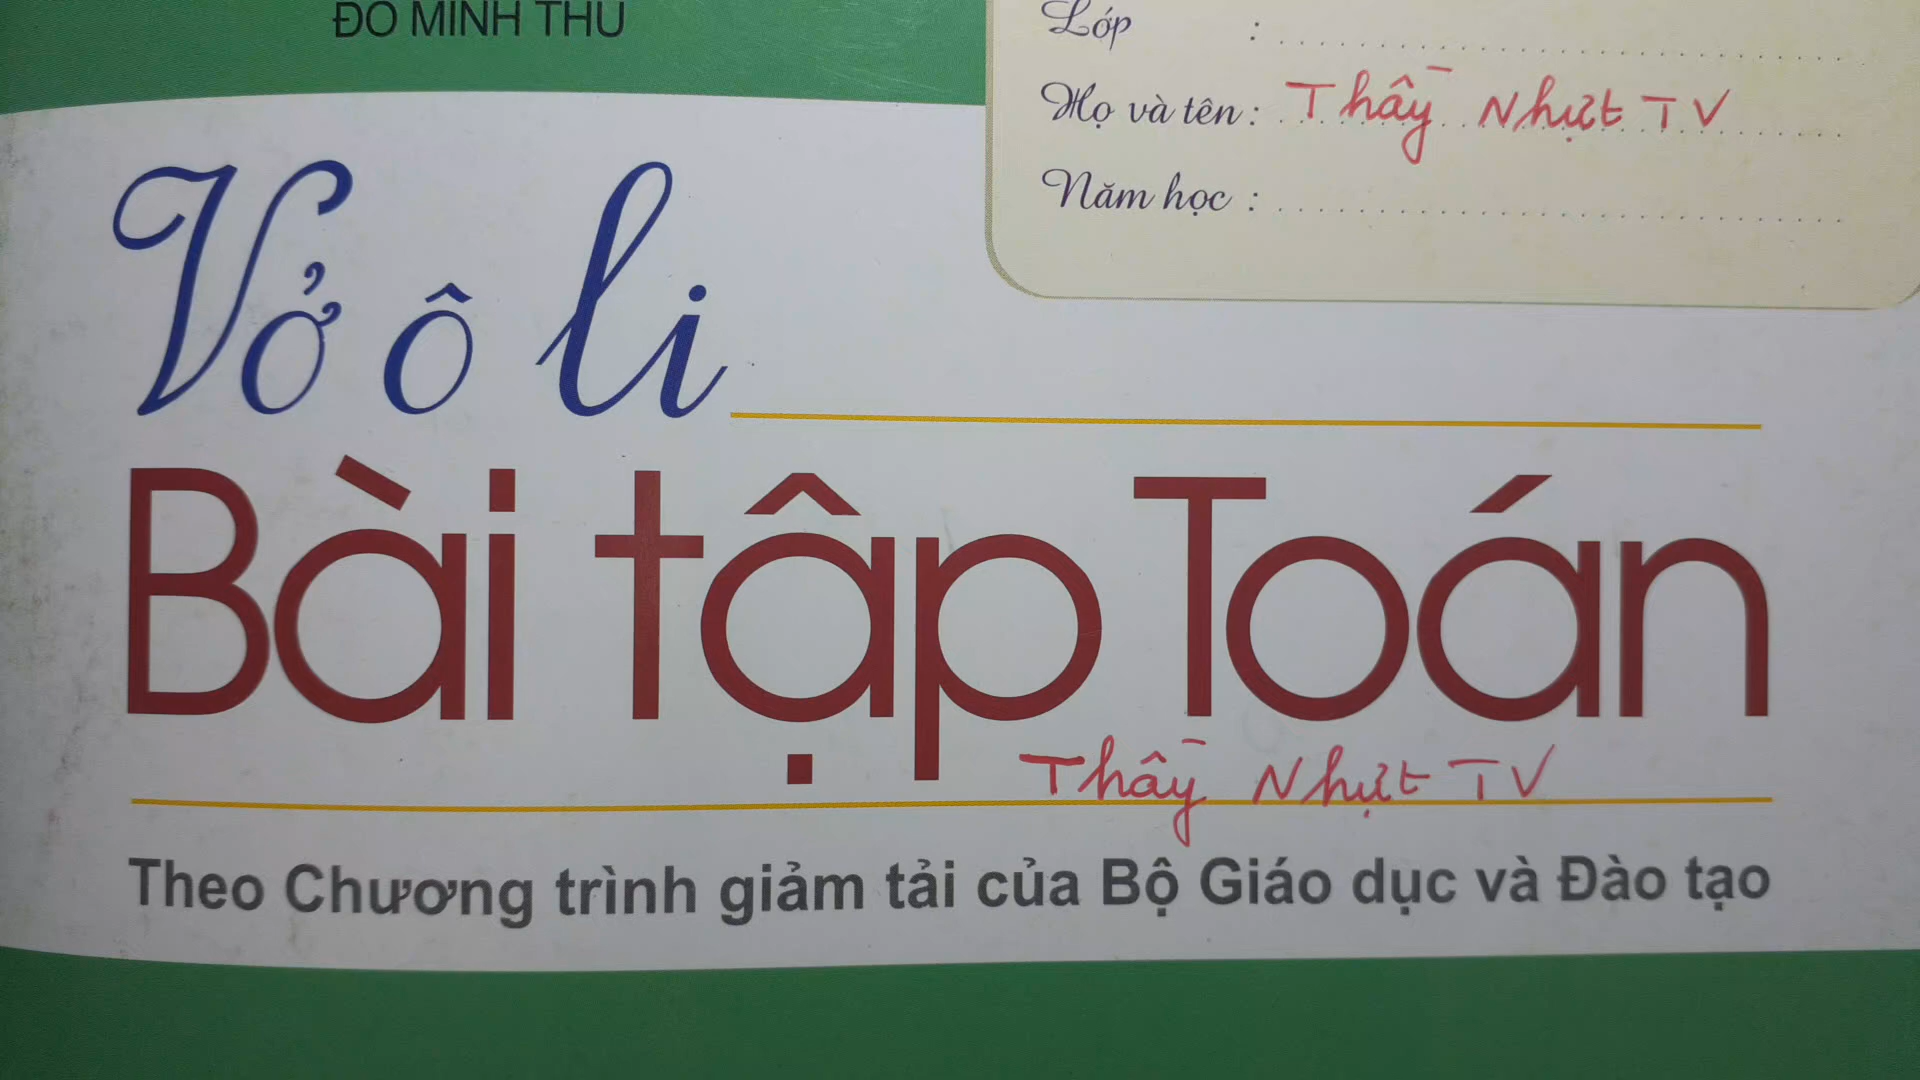 ĐỖ MINH THU
Lớp :
Họ và tên : Thầy Nhựt TV
Năm học :
Vở ô li
Bài tập Toán
Thầy Nhựt TV
Theo Chương trình giảm tải của Bộ Giáo dục và Đào tạo